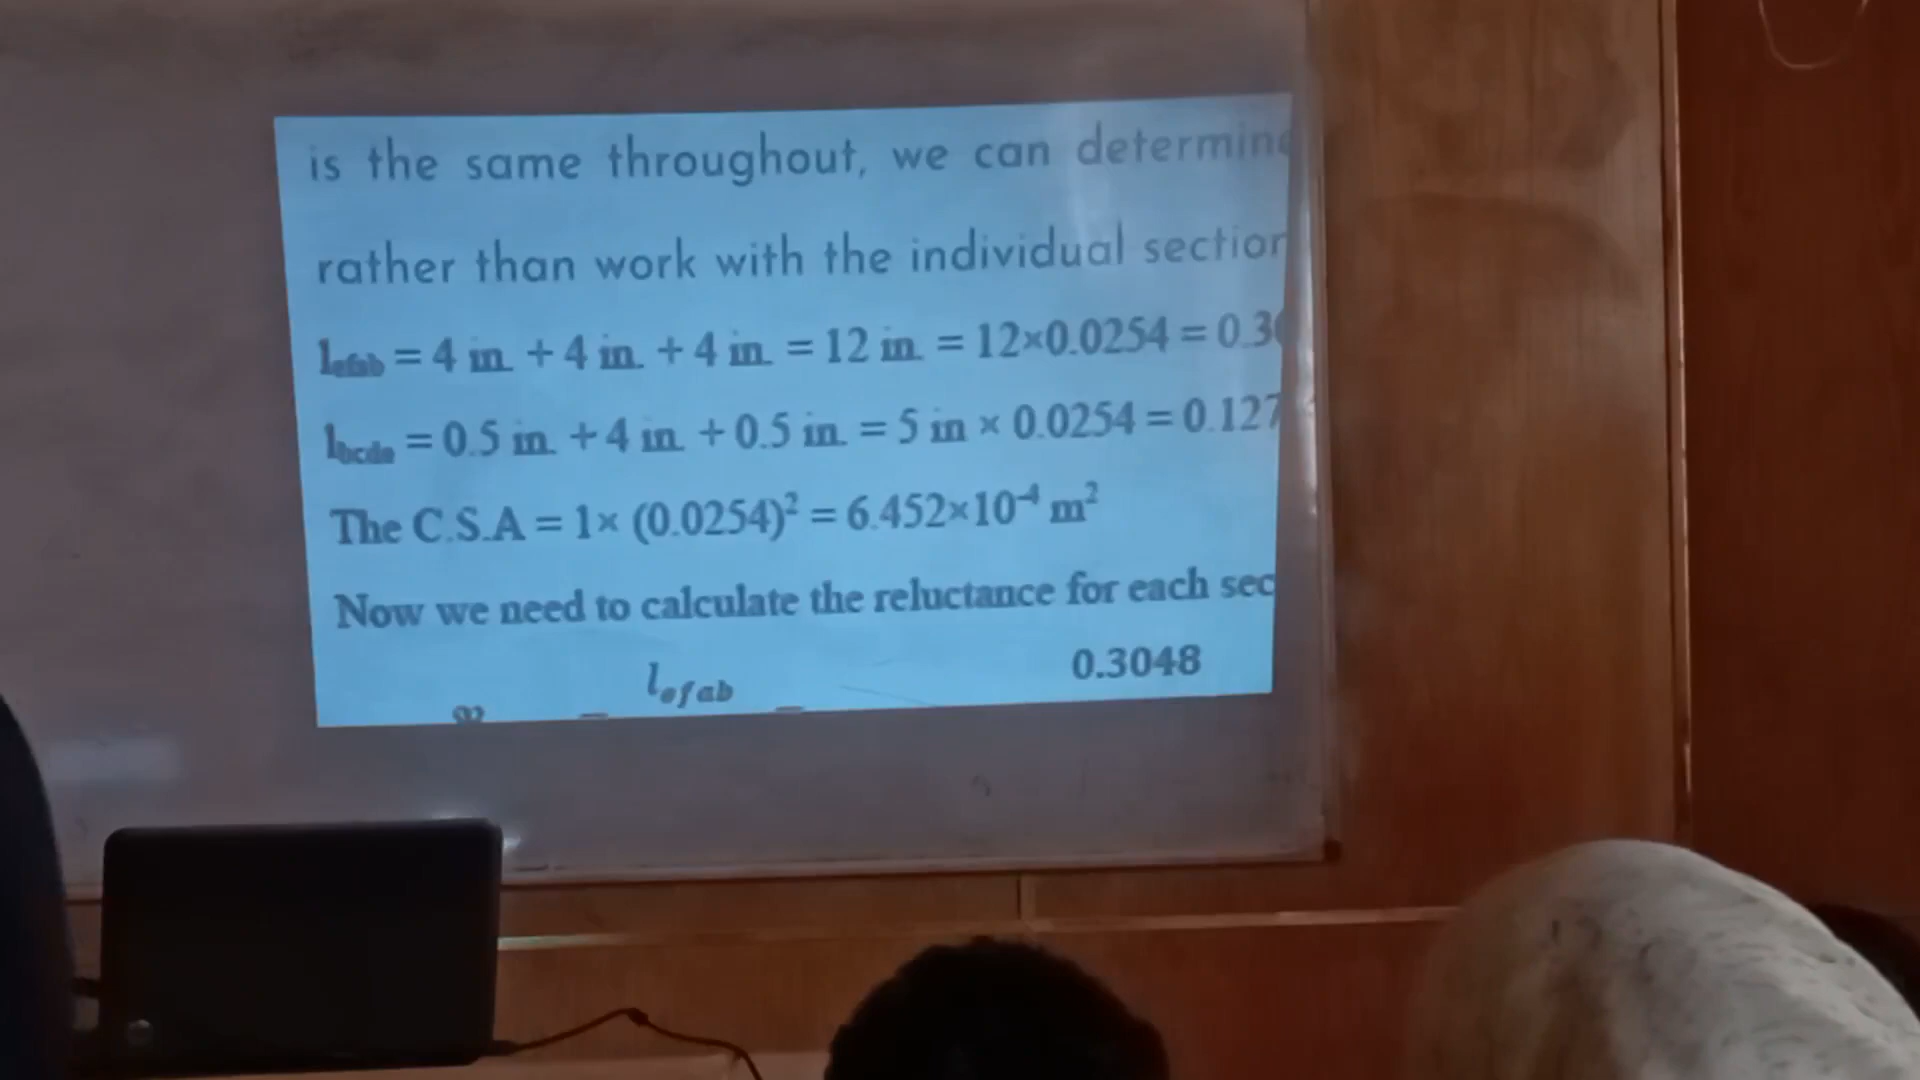 is the same throughout, we can determine
rather than work with the individual section
lefab = 4 in. + 4 in. + 4 in. = 12 in. = 12×0.0254 = 0.30
lbcde = 0.5 in. + 4 in. + 0.5 in. = 5 in × 0.0254 = 0.127
The C.S.A = 1× (0.0254)² = 6.452×10⁻⁴ m²
Now we need to calculate the reluctance for each sec
lefab 0.3048
= =